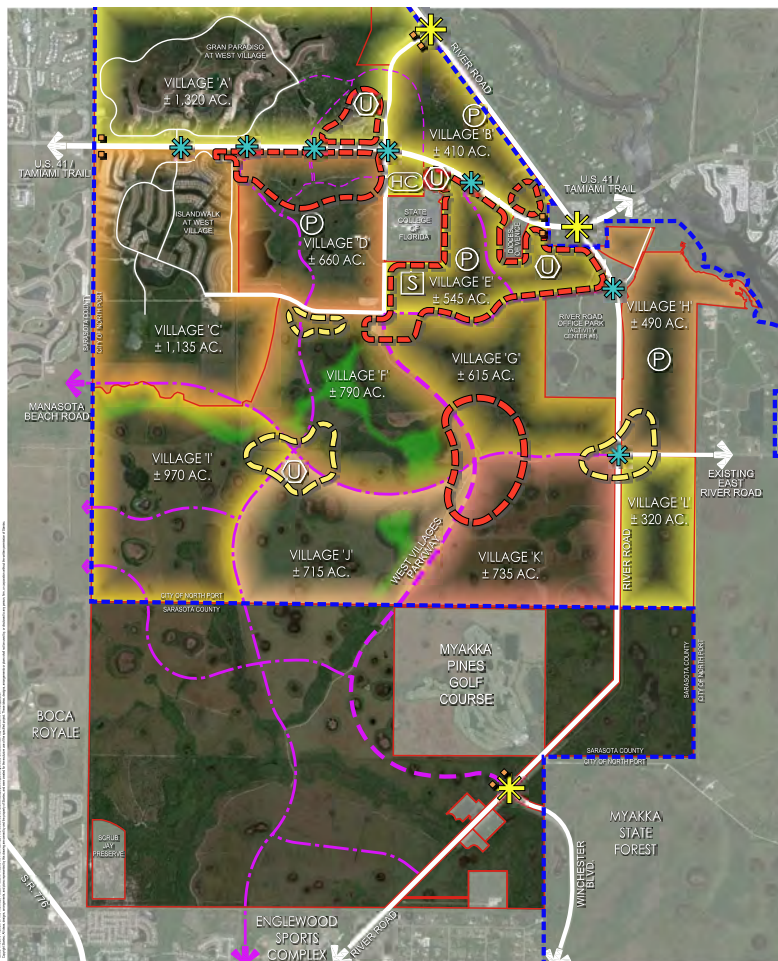 GRAN PARADISO
AT WEST VILLAGE
RIVER ROAD
VILLAGE 'A'
± 1,320 AC.
U
P
VILLAGE 'B'
± 410 AC.
U.S. 41 /
TAMIAMI TRAIL
HC
U
U.S. 41 /
TAMIAMI TRAIL
ISLANDWALK
AT WEST
VILLAGE
P
STATE
COLLEGE
OF
FLORIDA
VILLAGE 'D'
± 660 AC.
P
U
S
VILLAGE 'E'
± 545 AC.
SARASOTA COUNTY
CITY OF NORTH PORT
VILLAGE 'C'
± 1,135 AC.
RIVER ROAD
OFFICE PARK
(ACTIVITY
CENTER #8)
VILLAGE 'H'
± 490 AC.
P
VILLAGE 'G'
± 615 AC.
VILLAGE 'F'
± 790 AC.
MANASOTA
BEACH ROAD
VILLAGE 'I'
± 970 AC.
U
EXISTING
EAST
RIVER ROAD
VILLAGE 'L'
± 320 AC.
VILLAGE 'J'
± 715 AC.
WEST VILLAGES
PARKWAY
VILLAGE 'K'
± 735 AC.
RIVER ROAD
CITY OF NORTH PORT
SARASOTA COUNTY
MYAKKA
PINES
GOLF
COURSE
SARASOTA COUNTY
CITY OF NORTH PORT
BOCA
ROYALE
SARASOTA COUNTY
CITY OF NORTH PORT
MYAKKA
STATE
FOREST
SCRUB
JAY
PRESERVE
WINCHESTER
BLVD.
S.R. 776
ENGLEWOOD
SPORTS
COMPLEX
RIVER ROAD